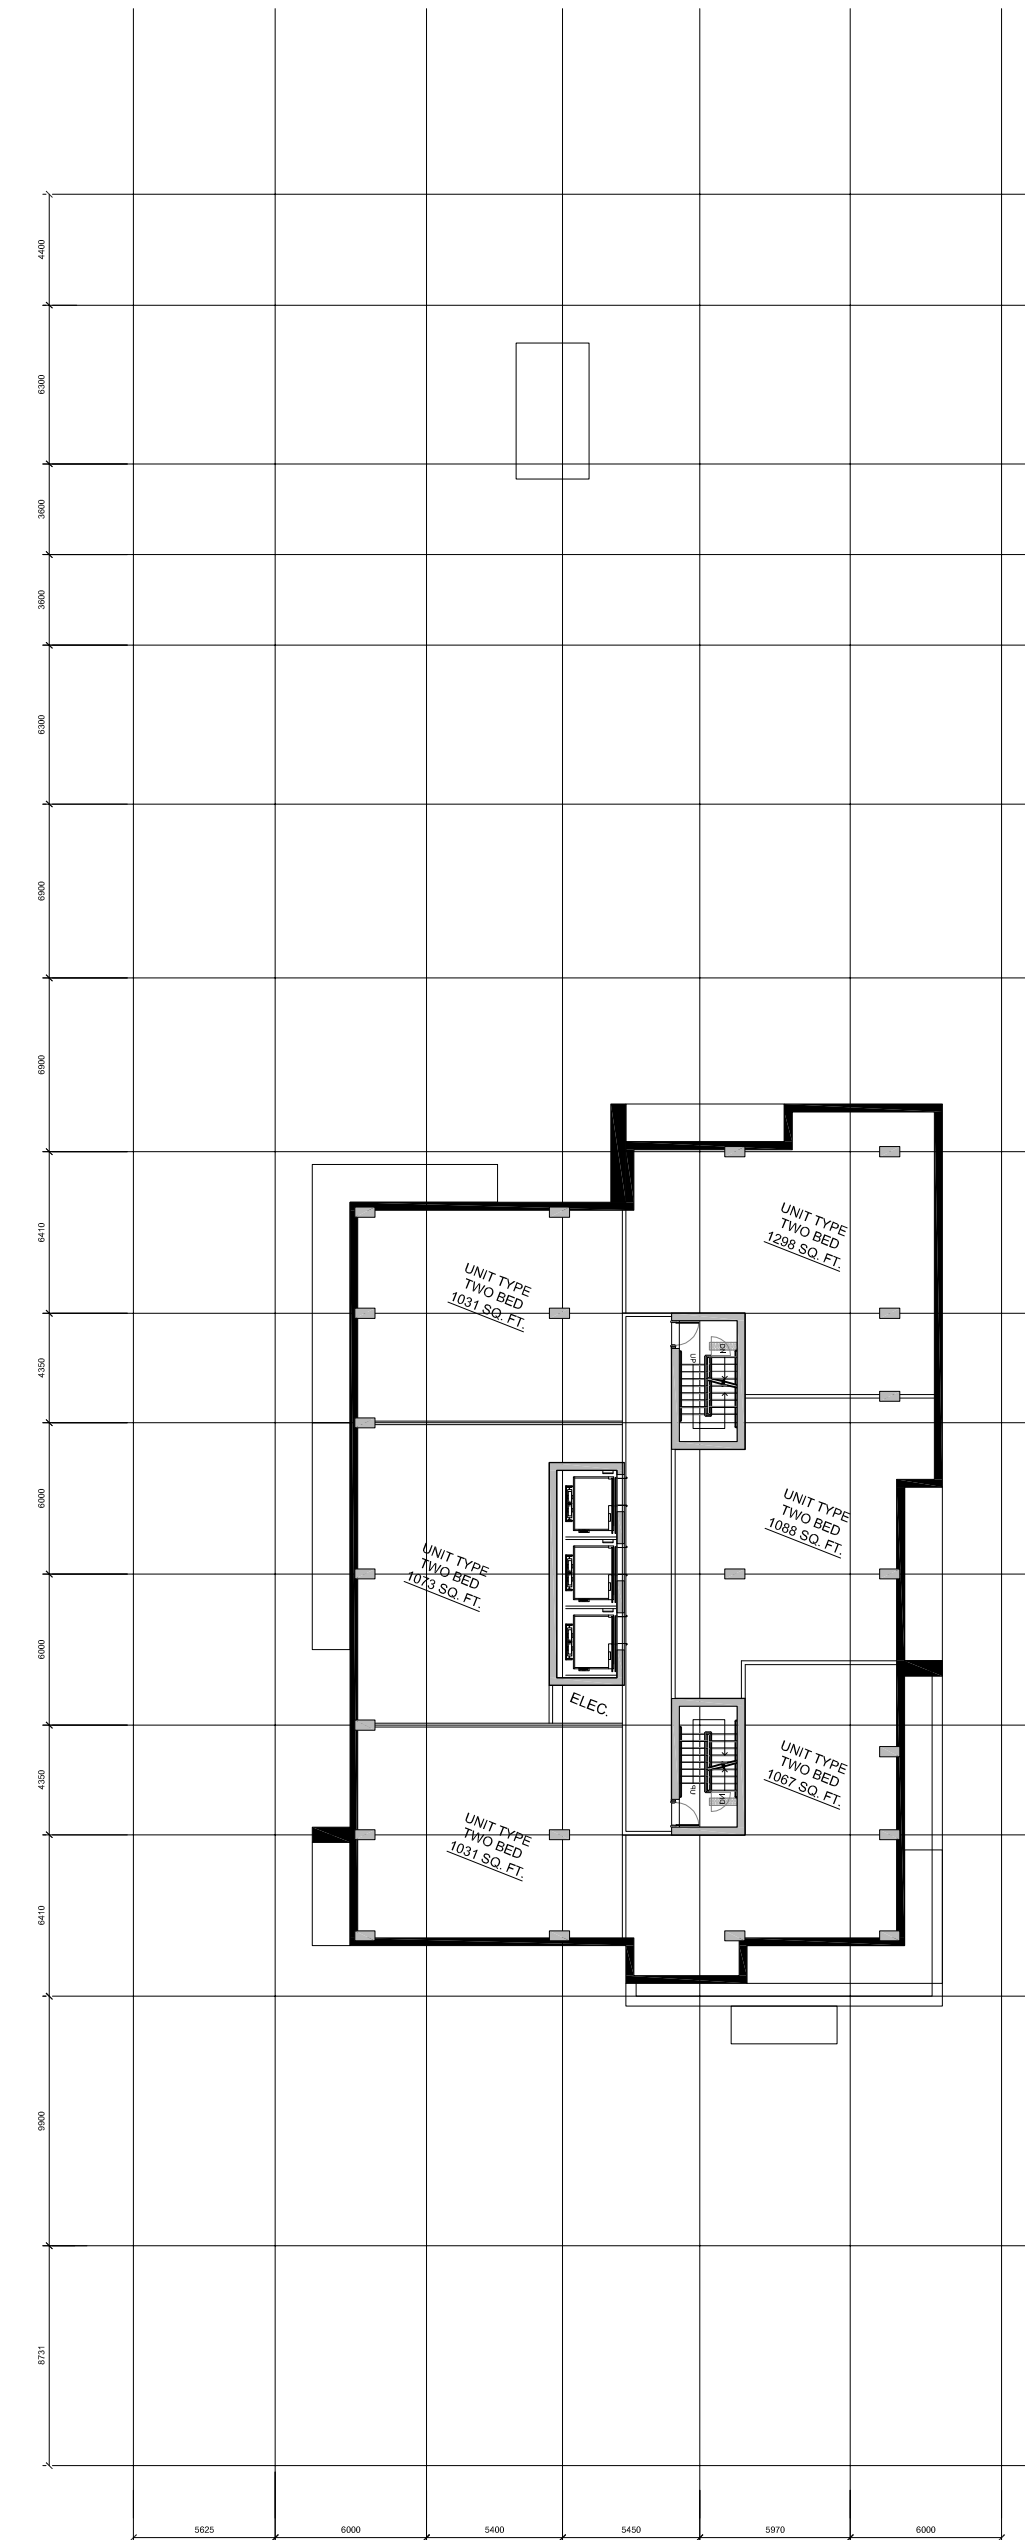 4400
6300
3600
3600
6300
6900
6900
6410
4350
6000
6000
4350
6410
9900
8731
UNIT TYPE
TWO BED
1298 SQ. FT.
UNIT TYPE
TWO BED
1031 SQ. FT.
UP
DN
UNIT TYPE
TWO BED
1088 SQ. FT.
UNIT TYPE
TWO BED
1073 SQ. FT.
ELEC.
UNIT TYPE
TWO BED
1067 SQ. FT.
UP
DN
UNIT TYPE
TWO BED
1031 SQ. FT.
5625
6000
5400
5450
5970
6000